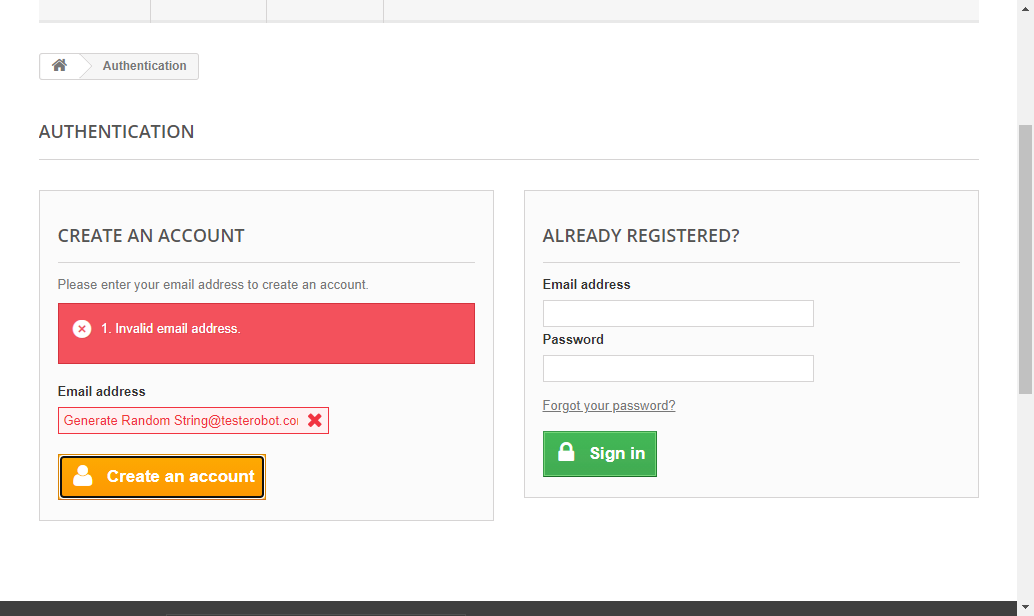 Authentication
AUTHENTICATION
CREATE AN ACCOUNT
Please enter your email address to create an account.
1. Invalid email address.
Email address
Generate Random String@testerobot.co
Create an account
ALREADY REGISTERED?
Email address
Password
Forgot your password?
Sign in